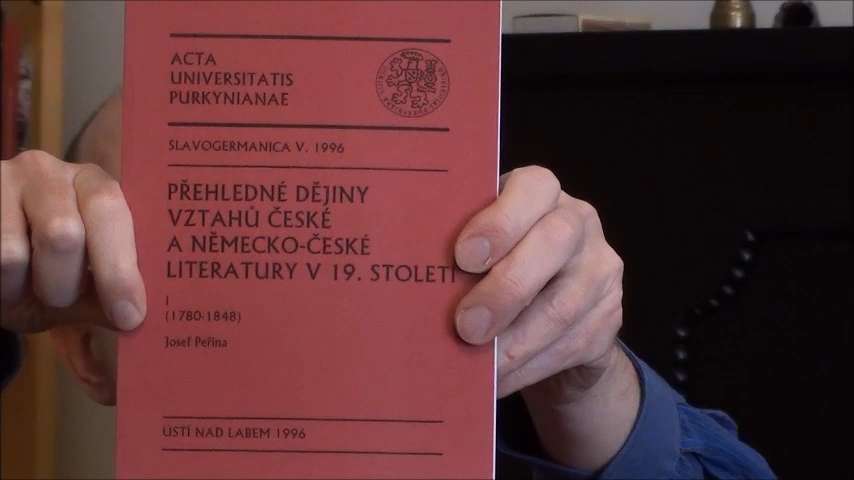 ACTA
UNIVERSITATIS
PURKYNIANAE
SLAVOGERMANICA V. 1996
PŘEHLEDNÉ DĚJINY
VZTAHŮ ČESKÉ
A NĚMECKO-ČESKÉ
LITERATURY V 19. STOLETÍ
I
(1780-1848)
Josef Peřina
ÚSTÍ NAD LABEM 1996